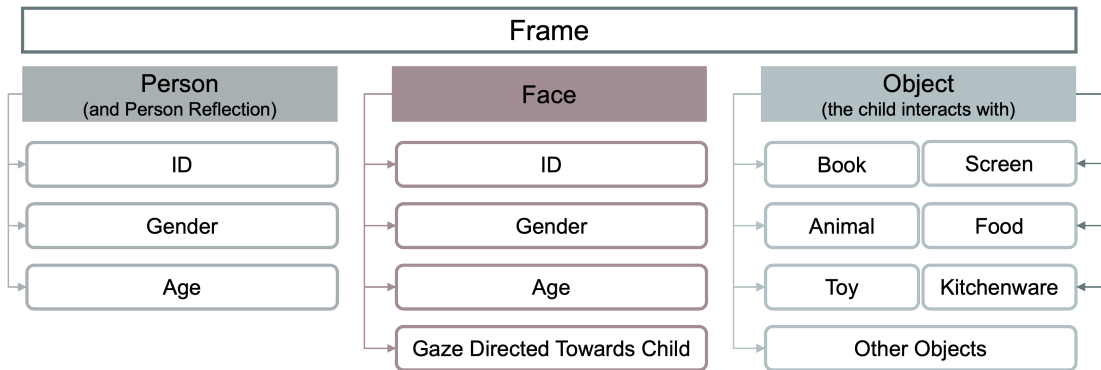 Frame
Person
(and Person Reflection)
ID
Gender
Age
Face
ID
Gender
Age
Gaze Directed Towards Child
Object
(the child interacts with)
Book
Screen
Animal
Food
Toy
Kitchenware
Other Objects